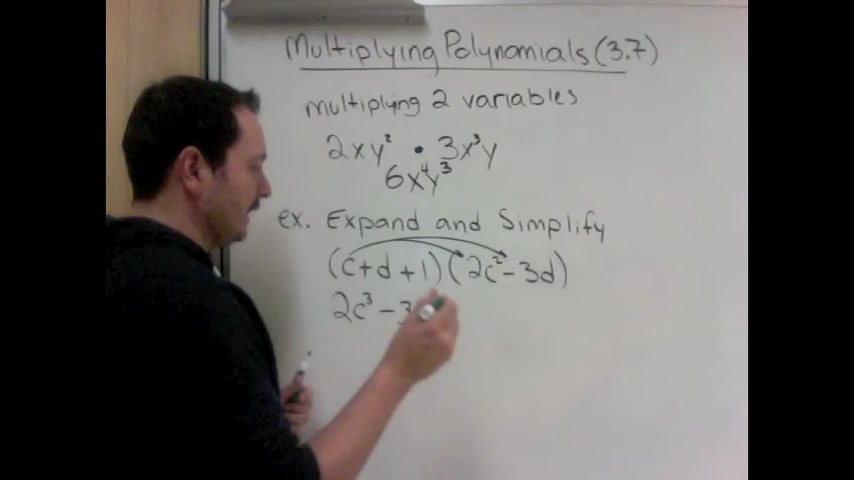 Multiplying Polynomials (3.7)
multiplying 2 variables
2xy² • 3x³y
6x⁴y³
ex. Expand and Simplify
(c+d+1)(2c²-3d)
2c³ - 3